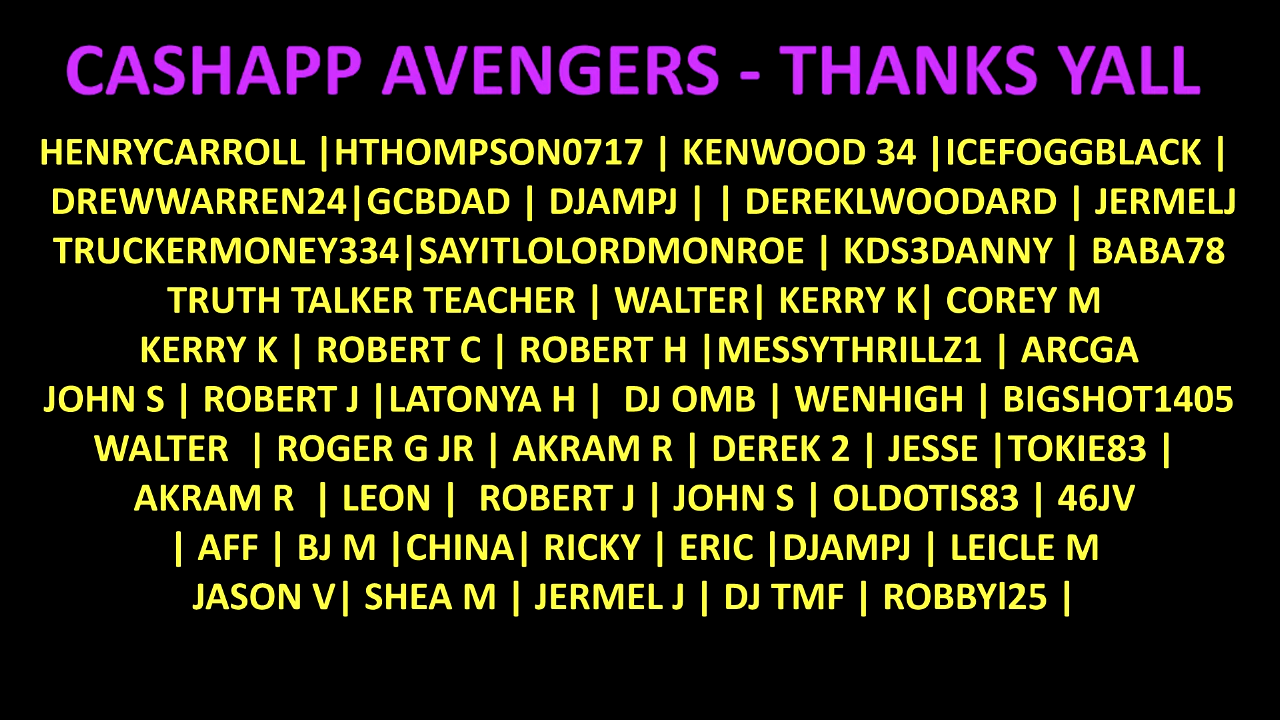 CASHAPP AVENGERS - THANKS YALL
HENRYCARROLL |HTHOMPSON0717 | KENWOOD 34 |ICEFOGGBLACK |
DREWWARREN24|GCBDAD | DJAMPJ | | DEREKLWOODARD | JERMELJ
TRUCKERMONEY334|SAYITLOLORDMONROE | KDS3DANNY | BABA78
TRUTH TALKER TEACHER | WALTER| KERRY K| COREY M
KERRY K | ROBERT C | ROBERT H |MESSYTHRILLZ1 | ARCGA
JOHN S | ROBERT J |LATONYA H |  DJ OMB | WENHIGH | BIGSHOT1405
WALTER  | ROGER G JR | AKRAM R | DEREK 2 | JESSE |TOKIE83 |
AKRAM R  | LEON |  ROBERT J | JOHN S | OLDOTIS83 | 46JV
| AFF | BJ M |CHINA| RICKY | ERIC |DJAMPJ | LEICLE M
JASON V| SHEA M | JERMEL J | DJ TMF | ROBBYl25 |